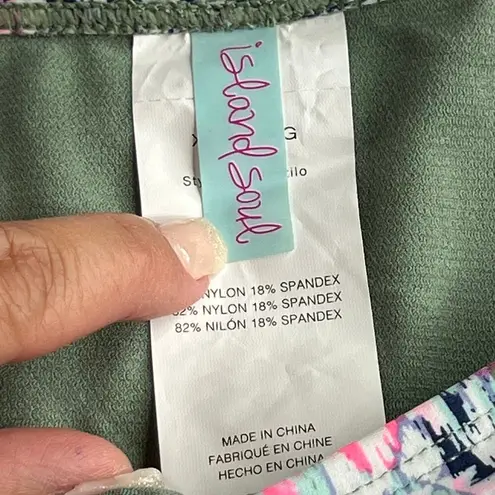 island soul
G
Sty tilo
NYLON 18% SPANDEX
82% NYLON 18% SPANDEX
82% NILÓN 18% SPANDEX
MADE IN CHINA
FABRIQUÉ EN CHINE
HECHO EN CHINA